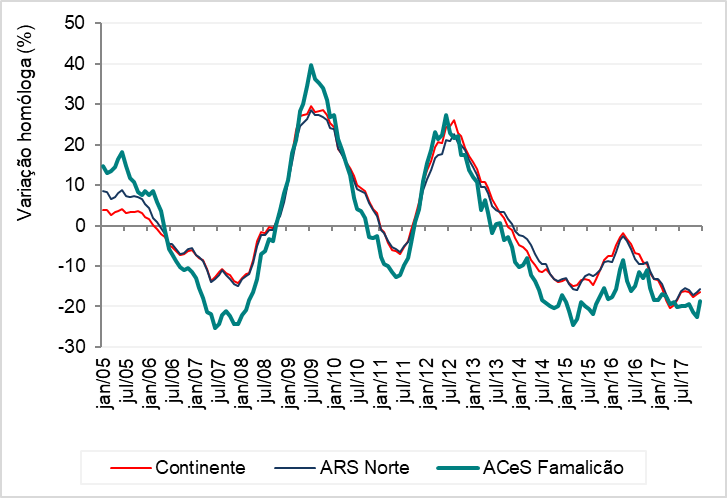 Variação homóloga (%)
50
40
30
20
10
0
-10
-20
-30
jan/05
jul/05
jan/06
jul/06
jan/07
jul/07
jan/08
jul/08
jan/09
jul/09
jan/10
jul/10
jan/11
jul/11
jan/12
jul/12
jan/13
jul/13
jan/14
jul/14
jan/15
jul/15
jan/16
jul/16
jan/17
jul/17
Continente
ARS Norte
ACeS Famalicão